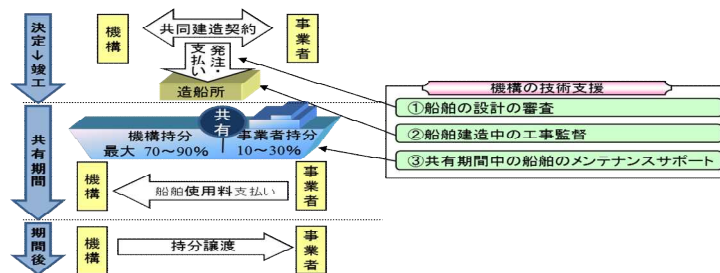 決定→竣工
機構
共同建造契約
事業者
発注・支払い
造船所
機構の技術支援
①船舶の設計の審査
②船舶建造中の工事監督
③共有期間中の船舶のメンテナンスサポート
共有期間
共有
機構持分
最大 70～90%
事業者持分
10～30%
機構
船舶使用料支払い
事業者
期間後
機構
持分譲渡
事業者